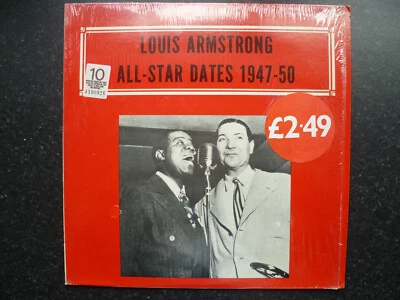 LOUIS ARMSTRONG
ALL-STAR DATES 1947-50
10
£2·49